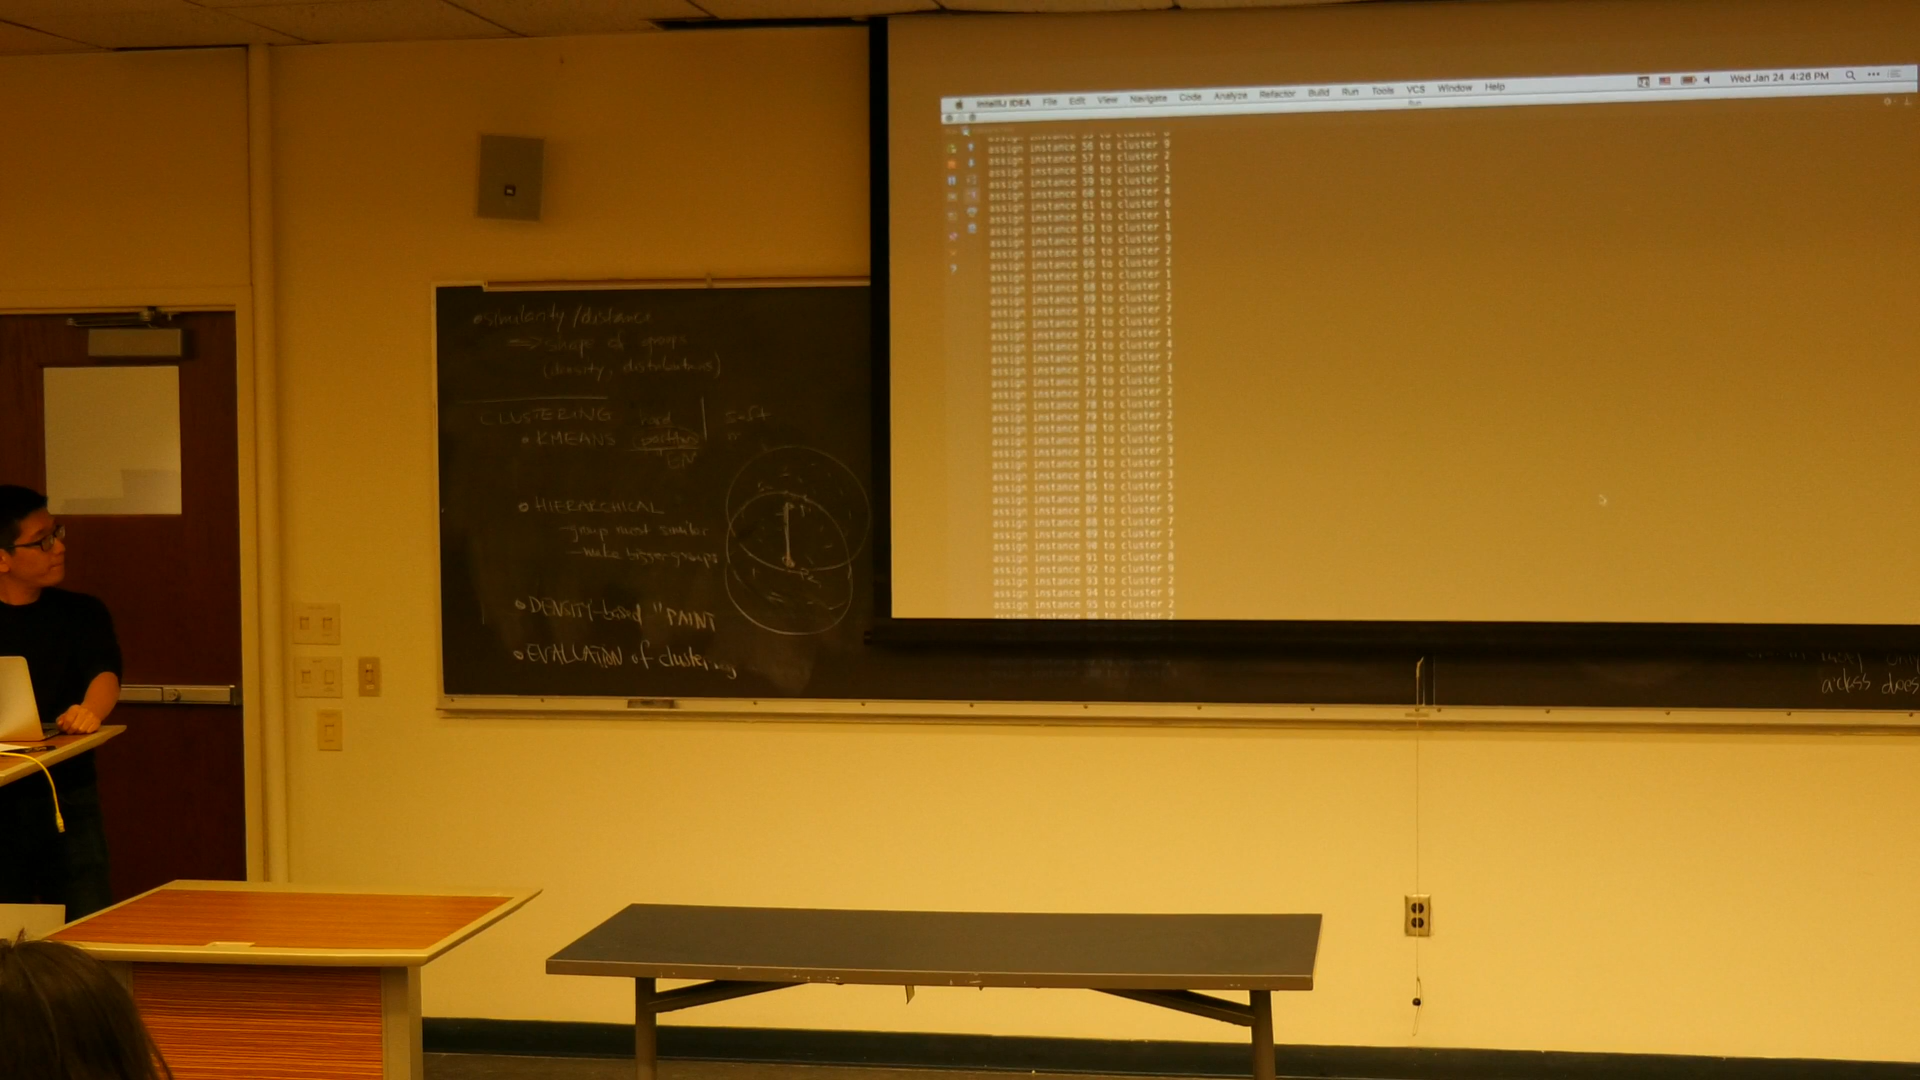 •similarity/distance
⇒ shape of groups
(density, distributions)
CLUSTERING hard | soft
• KMEANS partition
EM
• HIERARCHICAL
- group most similar
- make bigger groups
• DENSITY-based "PAINT
• EVALUATION of clustering
IntelliJ IDEA File Edit View Navigate Code Analyze Refactor Build Run Tools VCS Window Help Wed Jan 24 4:26 PM
Run
assign instance 56 to cluster 9
assign instance 57 to cluster 2
assign instance 58 to cluster 1
assign instance 59 to cluster 2
assign instance 60 to cluster 4
assign instance 61 to cluster 6
assign instance 62 to cluster 1
assign instance 63 to cluster 1
assign instance 64 to cluster 9
assign instance 65 to cluster 2
assign instance 66 to cluster 2
assign instance 67 to cluster 1
assign instance 68 to cluster 1
assign instance 69 to cluster 2
assign instance 70 to cluster 7
assign instance 71 to cluster 2
assign instance 72 to cluster 1
assign instance 73 to cluster 4
assign instance 74 to cluster 7
assign instance 75 to cluster 3
assign instance 76 to cluster 1
assign instance 77 to cluster 2
assign instance 78 to cluster 1
assign instance 79 to cluster 2
assign instance 80 to cluster 5
assign instance 81 to cluster 9
assign instance 82 to cluster 3
assign instance 83 to cluster 3
assign instance 84 to cluster 3
assign instance 85 to cluster 5
assign instance 86 to cluster 5
assign instance 87 to cluster 9
assign instance 88 to cluster 7
assign instance 89 to cluster 7
assign instance 90 to cluster 3
assign instance 91 to cluster 8
assign instance 92 to cluster 9
assign instance 93 to cluster 2
assign instance 94 to cluster 9
assign instance 95 to cluster 2
assign instance 96 to cluster 2
only
does